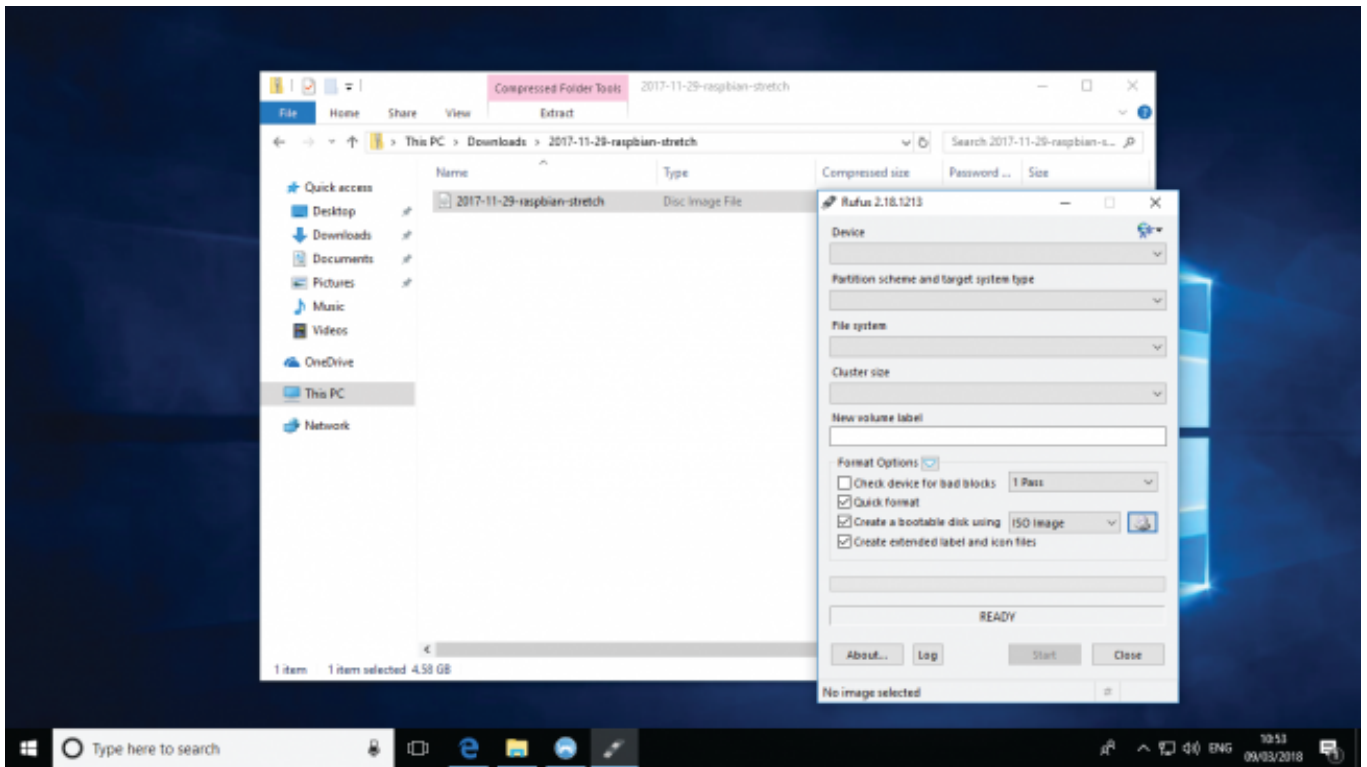 Compressed Folder Tools 2017-11-29-raspbian-stretch
File Home Share View Extract
This PC > Downloads > 2017-11-29-raspbian-stretch
Search 2017-11-29-raspbian-s...
Name Type Compressed size Password ... Size
2017-11-29-raspbian-stretch Disc Image File
Quick access
Desktop
Downloads
Documents
Pictures
Music
Videos
OneDrive
This PC
Network
1 item 1 item selected 4.58 GB
Rufus 2.18.1213
Device
Partition scheme and target system type
File system
Cluster size
New volume label
Format Options
Check device for bad blocks 1 Pass
Quick format
Create a bootable disk using ISO Image
Create extended label and icon files
READY
About... Log Start Close
No image selected #
Type here to search
ENG
10:53
09/03/2018